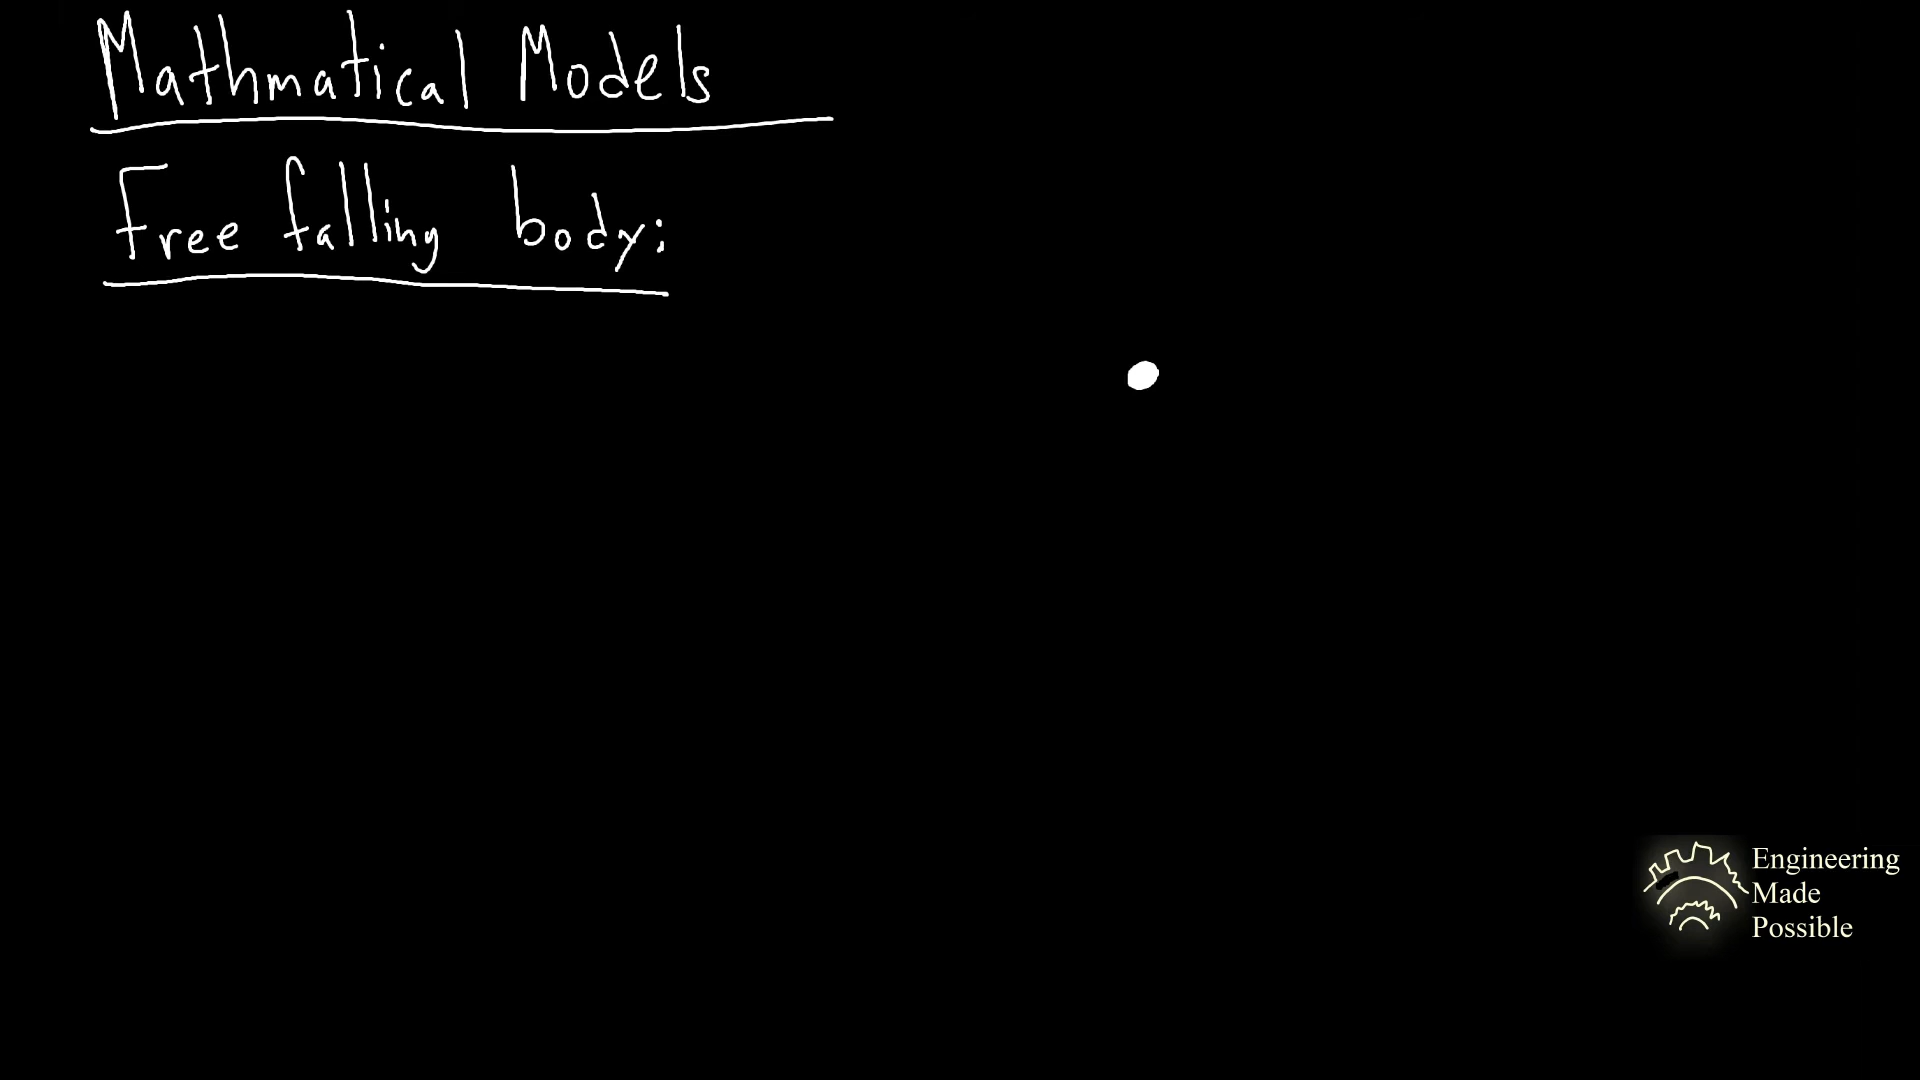 Mathmatical Models
Free falling body:
Engineering
Made
Possible